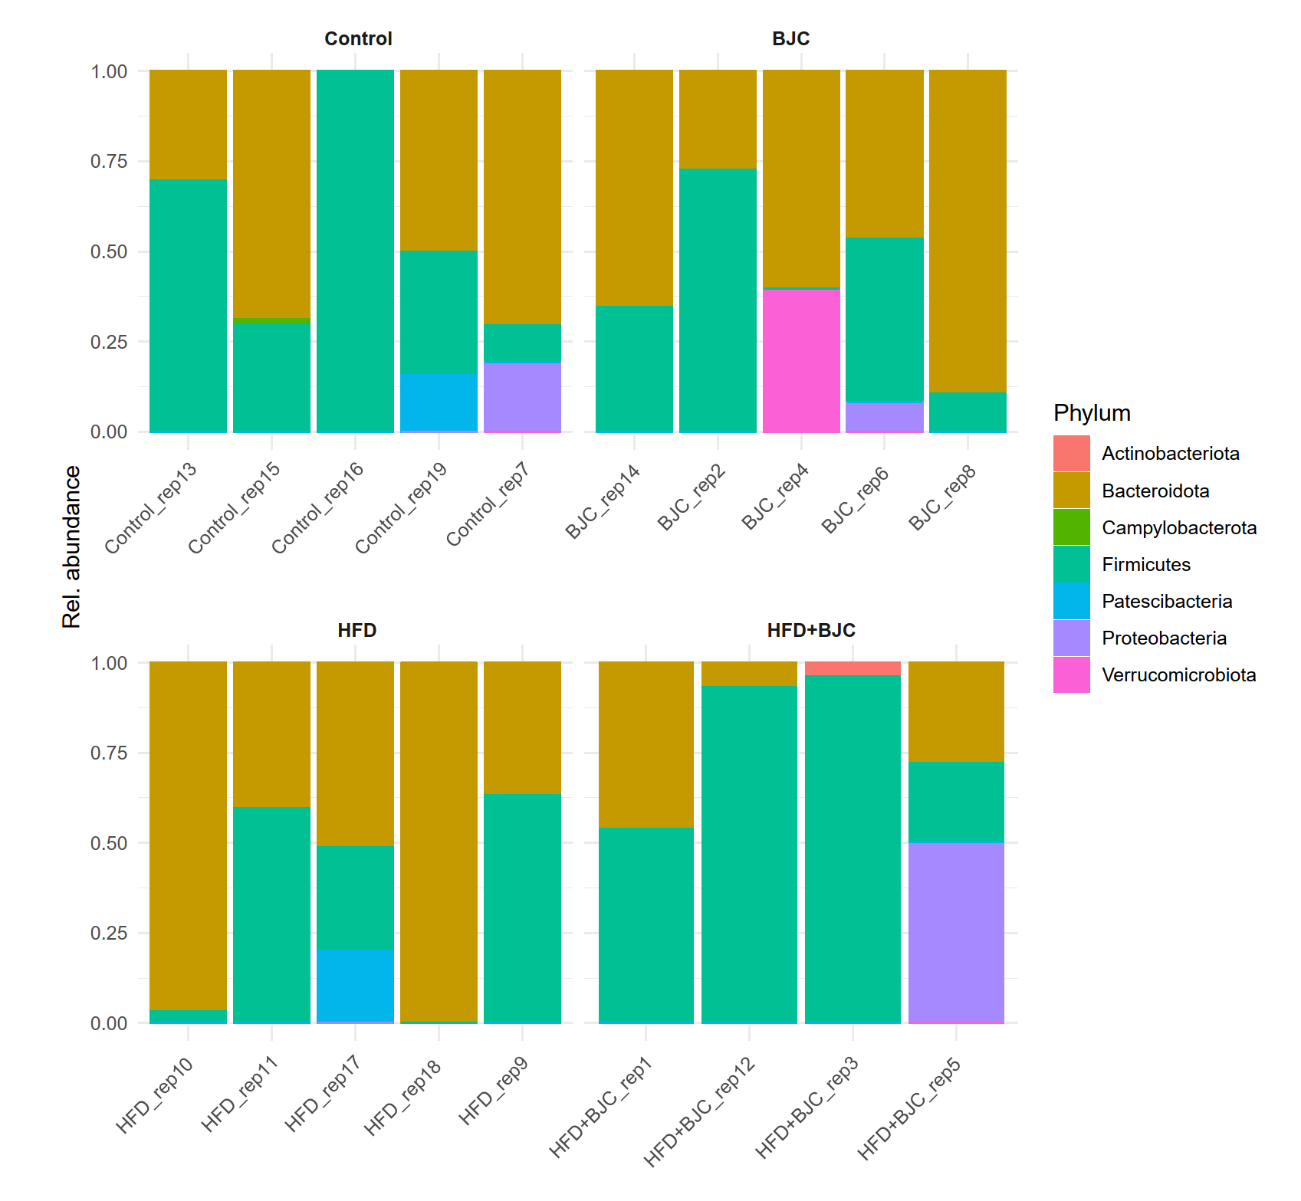 Control
BJC
1.00
0.75
0.50
0.25
0.00
Control_rep13
Control_rep15
Control_rep16
Control_rep19
Control_rep7
BJC_rep14
BJC_rep2
BJC_rep4
BJC_rep6
BJC_rep8
Rel. abundance
HFD
HFD+BJC
1.00
0.75
0.50
0.25
0.00
HFD_rep10
HFD_rep11
HFD_rep17
HFD_rep18
HFD_rep9
HFD+BJC_rep1
HFD+BJC_rep12
HFD+BJC_rep3
HFD+BJC_rep5
Phylum
Actinobacteriota
Bacteroidota
Campylobacterota
Firmicutes
Patescibacteria
Proteobacteria
Verrucomicrobiota